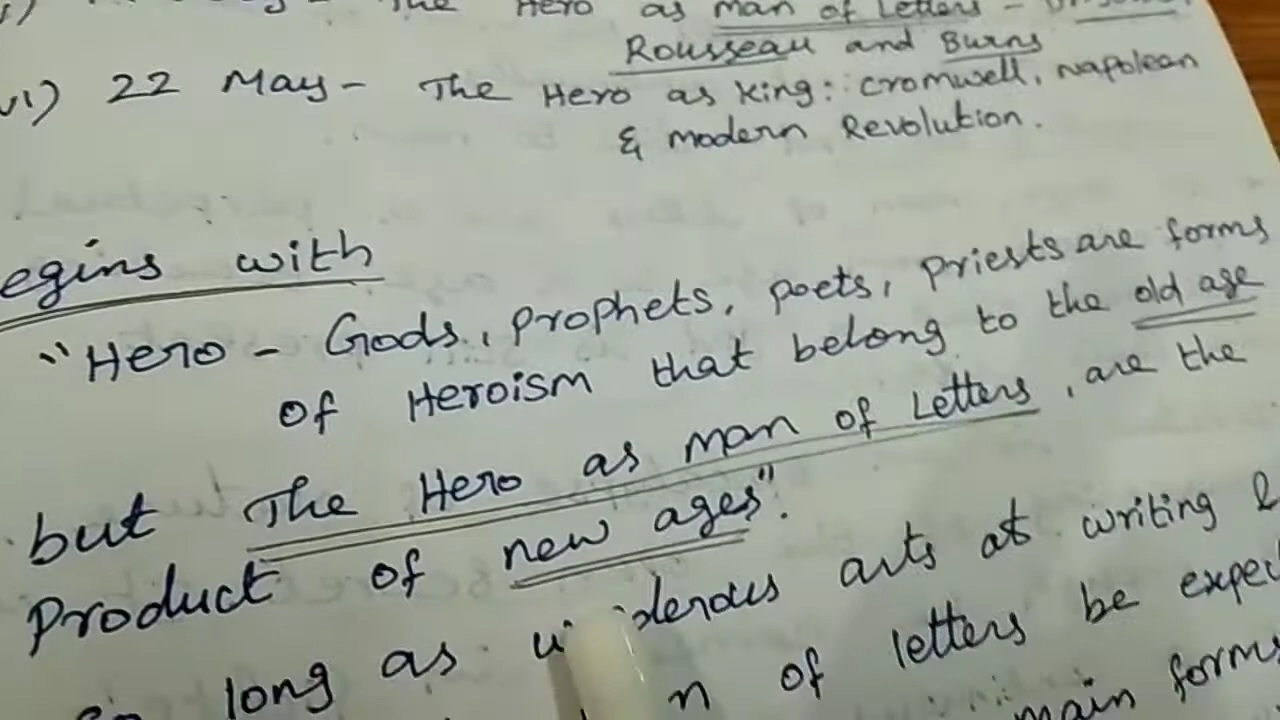 The Hero as man of Letters -
Rousseau and Burns
vi) 22 May - The Hero as King: Cromwell, Napolean
& modern Revolution.
egins with
"Hero - Gods, prophets, poets, priests are forms
of Heroism that belong to the old age
but The Hero as man of Letters, are the
Product of new ages".
long as derous arts at writing &
n of letters be expec
main forms